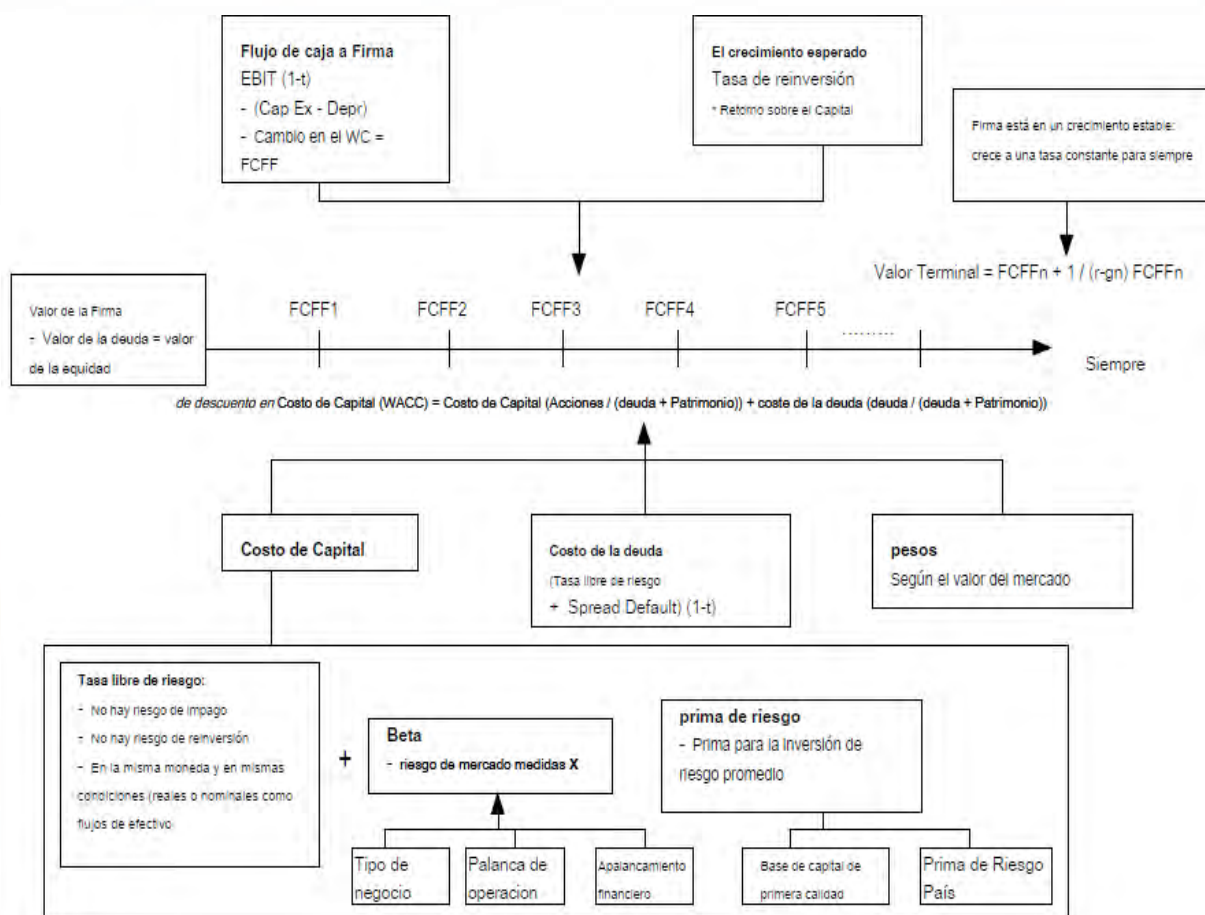 Flujo de caja a Firma
EBIT (1-t)
- (Cap Ex - Depr)
- Cambio en el WC =
FCFF
El crecimiento esperado
Tasa de reinversión
* Retorno sobre el Capital
Firma está en un crecimiento estable:
crece a una tasa constante para siempre
Valor Terminal = FCFFn + 1 / (r-gn) FCFFn
Valor de la Firma
- Valor de la deuda = valor
de la equidad
FCFF1 FCFF2 FCFF3 FCFF4 FCFF5 .........
Siempre
de descuento en Costo de Capital (WACC) = Costo de Capital (Acciones / (deuda + Patrimonio)) + coste de la deuda (deuda / (deuda + Patrimonio))
Costo de Capital
Costo de la deuda
(Tasa libre de riesgo
+ Spread Default) (1-t)
pesos
Según el valor del mercado
Tasa libre de riesgo:
- No hay riesgo de impago
- No hay riesgo de reinversión
- En la misma moneda y en mismas
condiciones (reales o nominales como
flujos de efectivo
+
Beta
- riesgo de mercado medidas X
prima de riesgo
- Prima para la inversión de
riesgo promedio
Tipo de
negocio
Palanca de
operacion
Apalancamiento
financiero
Base de capital de
primera calidad
Prima de Riesgo
País